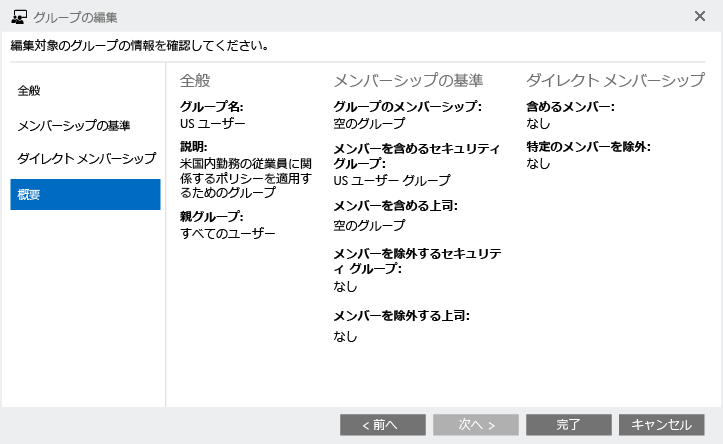 グループの編集
編集対象のグループの情報を確認してください。
全般
メンバーシップの基準
ダイレクト メンバーシップ
概要
全般
グループ名:
US ユーザー
説明:
米国内勤務の従業員に関
係するポリシーを適用す
るためのグループ
親グループ:
すべてのユーザー
メンバーシップの基準
グループのメンバーシップ:
空のグループ
メンバーを含めるセキュリティ
グループ:
US ユーザー グループ
メンバーを含める上司:
空のグループ
メンバーを除外するセキュリテ
ィ グループ:
なし
メンバーを除外する上司:
なし
ダイレクト メンバーシップ
含めるメンバー:
なし
特定のメンバーを除外:
なし
< 前へ
次へ >
完了
キャンセル